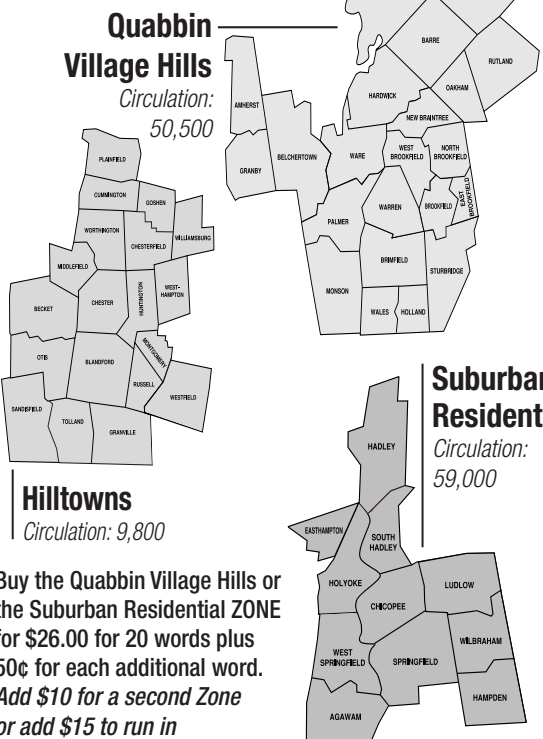 Quabbin
Village Hills
Circulation:
50,500
BARRE
RUTLAND
HARDWICK
OAKHAM
NEW BRAINTREE
AMHERST
BELCHERTOWN
GRANBY
WARE
WEST
BROOKFIELD
NORTH
BROOKFIELD
EAST
BROOKFIELD
BROOKFIELD
WARREN
PALMER
BRIMFIELD
STURBRIDGE
MONSON
WALES
HOLLAND
PLAINFIELD
CUMMINGTON
GOSHEN
WORTHINGTON
CHESTERFIELD
WILLIAMSBURG
MIDDLEFIELD
BECKET
CHESTER
HUNTINGTON
WEST-
HAMPTON
OTIS
BLANDFORD
MONTGOMERY
RUSSELL
WESTFIELD
SANDISFIELD
TOLLAND
GRANVILLE
Hilltowns
Circulation: 9,800
Suburban
Resident
Circulation:
59,000
HADLEY
EASTHAMPTON
SOUTH
HADLEY
HOLYOKE
CHICOPEE
LUDLOW
WEST
SPRINGFIELD
SPRINGFIELD
WILBRAHAM
HAMPDEN
AGAWAM
Buy the Quabbin Village Hills or
the Suburban Residential ZONE
for $26.00 for 20 words plus
50¢ for each additional word.
Add $10 for a second Zone
or add $15 to run in